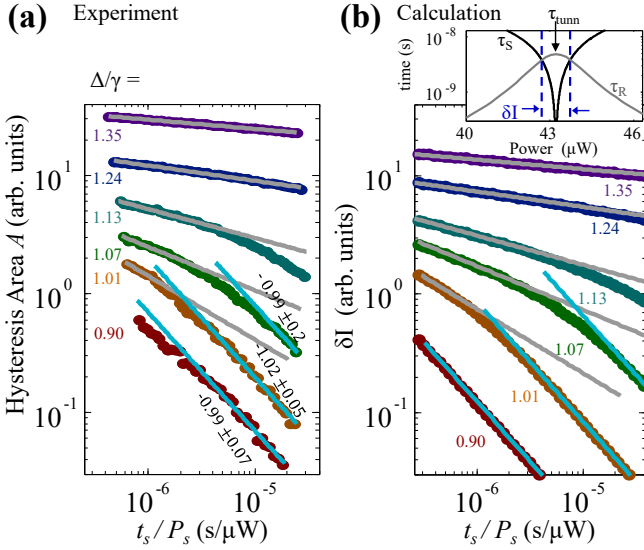 (a) Experiment
Δ/γ =
1.35
1.24
1.13
1.07
1.01
0.90
- 0.99 ±0.2
-1.02 ±0.05
-0.99 ±0.07
Hysteresis Area A (arb. units)
10^1
10^0
10^-1
10^-6
10^-5
t_s / P_s (s/μW)
(b) Calculation
τ_tunn
τ_S
τ_R
δI
time (s)
10^-8
10^-9
40
43
46
Power (μW)
1.35
1.24
1.13
1.07
1.01
0.90
δI (arb. units)
10^1
10^0
10^-1
10^-6
10^-5
t_s / P_s (s/μW)